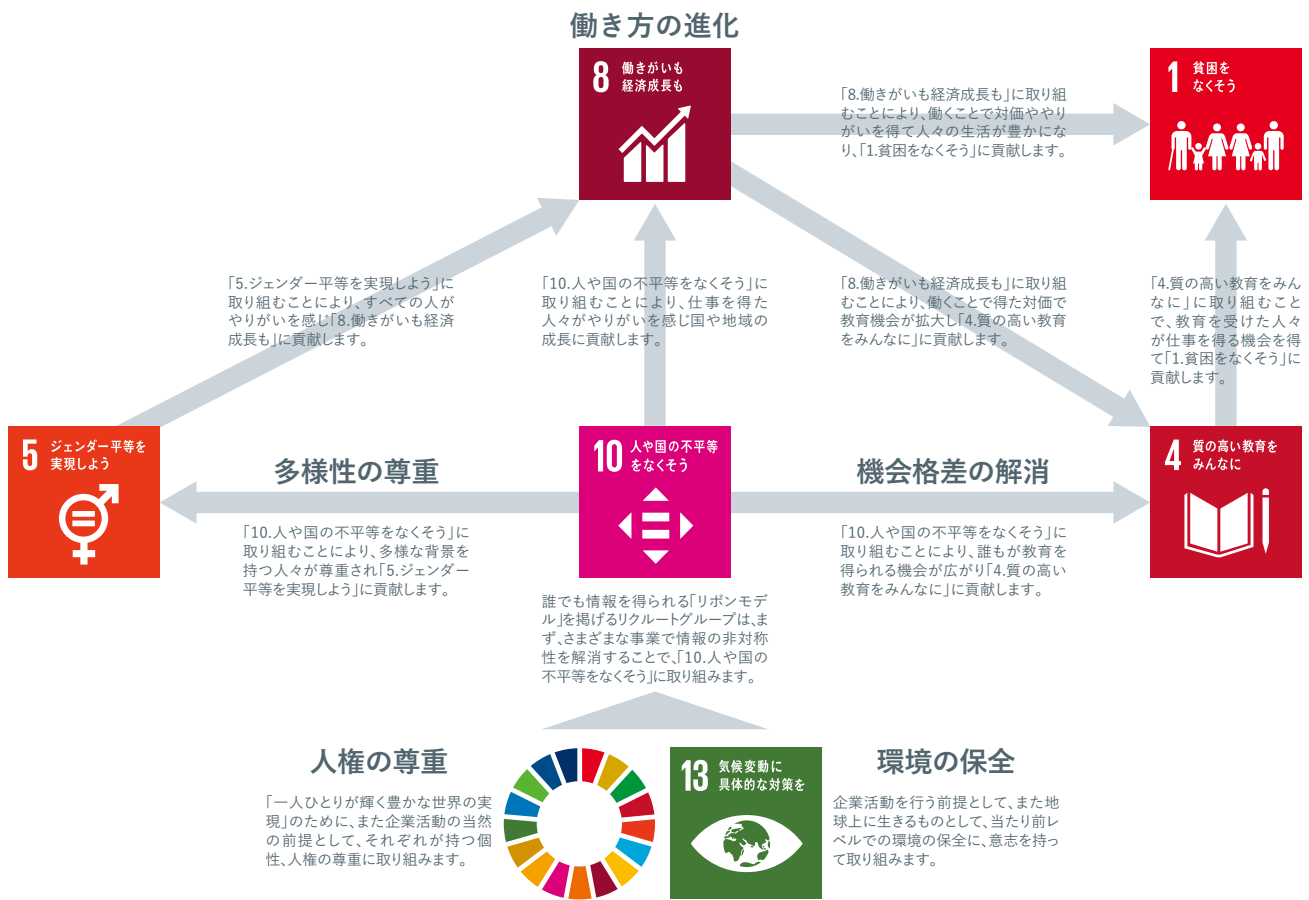 働き方の進化
8 働きがいも
経済成長も
1 貧困を
なくそう
「8.働きがいも経済成長も」に取り組
むことにより、働くことで対価ややり
がいを得て人々の生活が豊かにな
り、「1.貧困をなくそう」に貢献します。
「5.ジェンダー平等を実現しよう」に
取り組むことにより、すべての人が
やりがいを感じ「8.働きがいも経済
成長も」に貢献します。
「10.人や国の不平等をなくそう」に
取り組むことにより、仕事を得た
人々がやりがいを感じ国や地域の
成長に貢献します。
「8.働きがいも経済成長も」に取り組
むことにより、働くことで得た対価で
教育機会が拡大し「4.質の高い教育
をみんなに」に貢献します。
「4.質の高い教育をみん
なに」に取り組むこと
で、教育を受けた人々
が仕事を得る機会を得
て「1.貧困をなくそう」に
貢献します。
5 ジェンダー平等を
実現しよう
多様性の尊重
10 人や国の不平等
をなくそう
機会格差の解消
4 質の高い教育を
みんなに
「10.人や国の不平等をなくそう」に
取り組むことにより、多様な背景を
持つ人々が尊重され「5.ジェンダー
平等を実現しよう」に貢献します。
「10.人や国の不平等をなくそう」に
取り組むことにより、誰もが教育を
得られる機会が広がり「4.質の高い
教育をみんなに」に貢献します。
誰でも情報を得られる「リボンモデ
ル」を掲げるリクルートグループは、ま
ず、さまざまな事業で情報の非対称
性を解消することで、「10.人や国の
不平等をなくそう」に取り組みます。
人権の尊重
「一人ひとりが輝く豊かな世界の実
現」のために、また企業活動の当然
の前提として、それぞれが持つ個
性、人権の尊重に取り組みます。
13 気候変動に
具体的な対策を
環境の保全
企業活動を行う前提として、また地
球上に生きるものとして、当たり前レ
ベルでの環境の保全に、意志を持っ
て取り組みます。